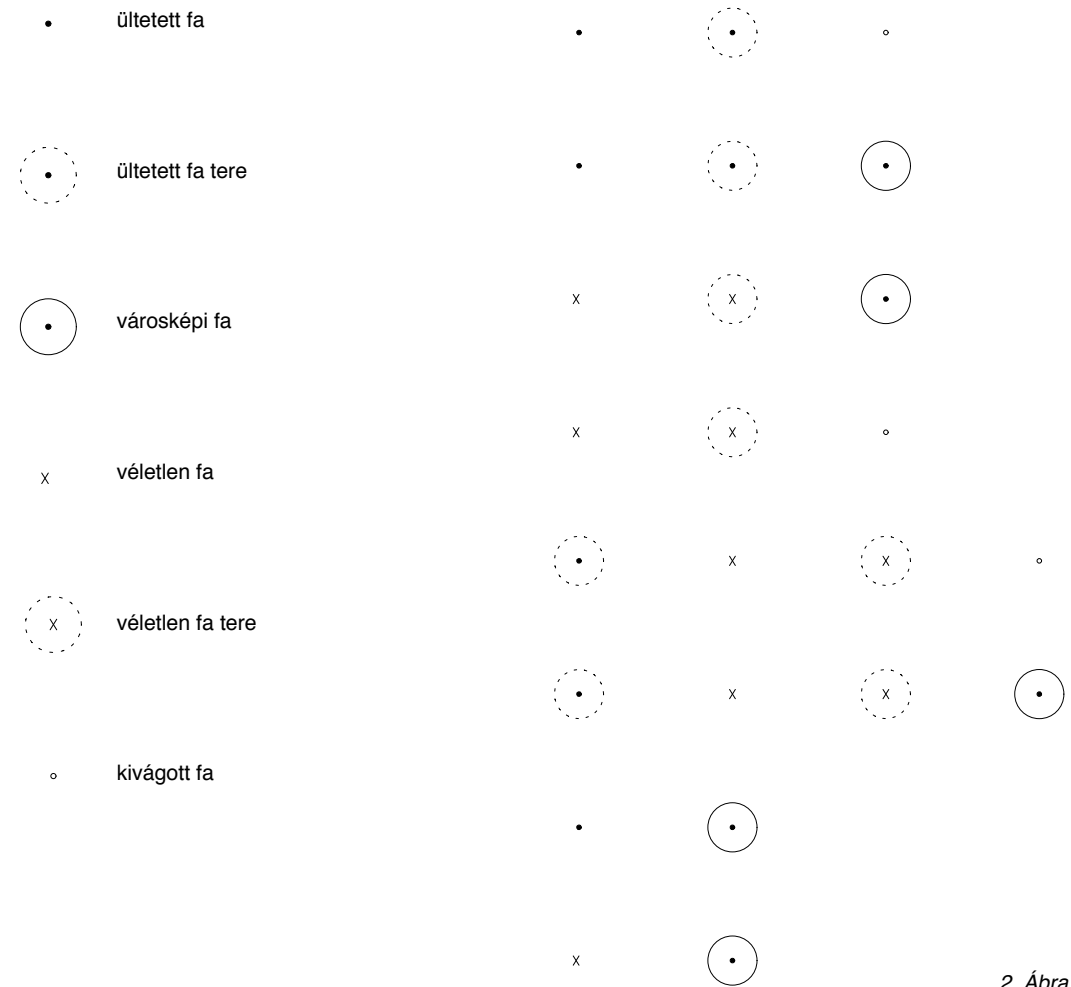 ültetett fa
ültetett fa tere
városképi fa
x véletlen fa
x véletlen fa tere
kivágott fa
x x
x x
x x
x x
x
2. Ábra